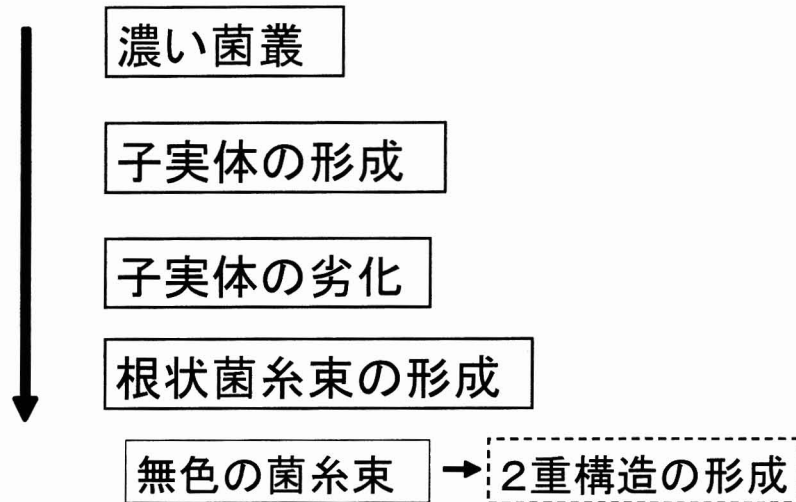 濃い菌叢
子実体の形成
子実体の劣化
根状菌糸束の形成
無色の菌糸束 → 2重構造の形成